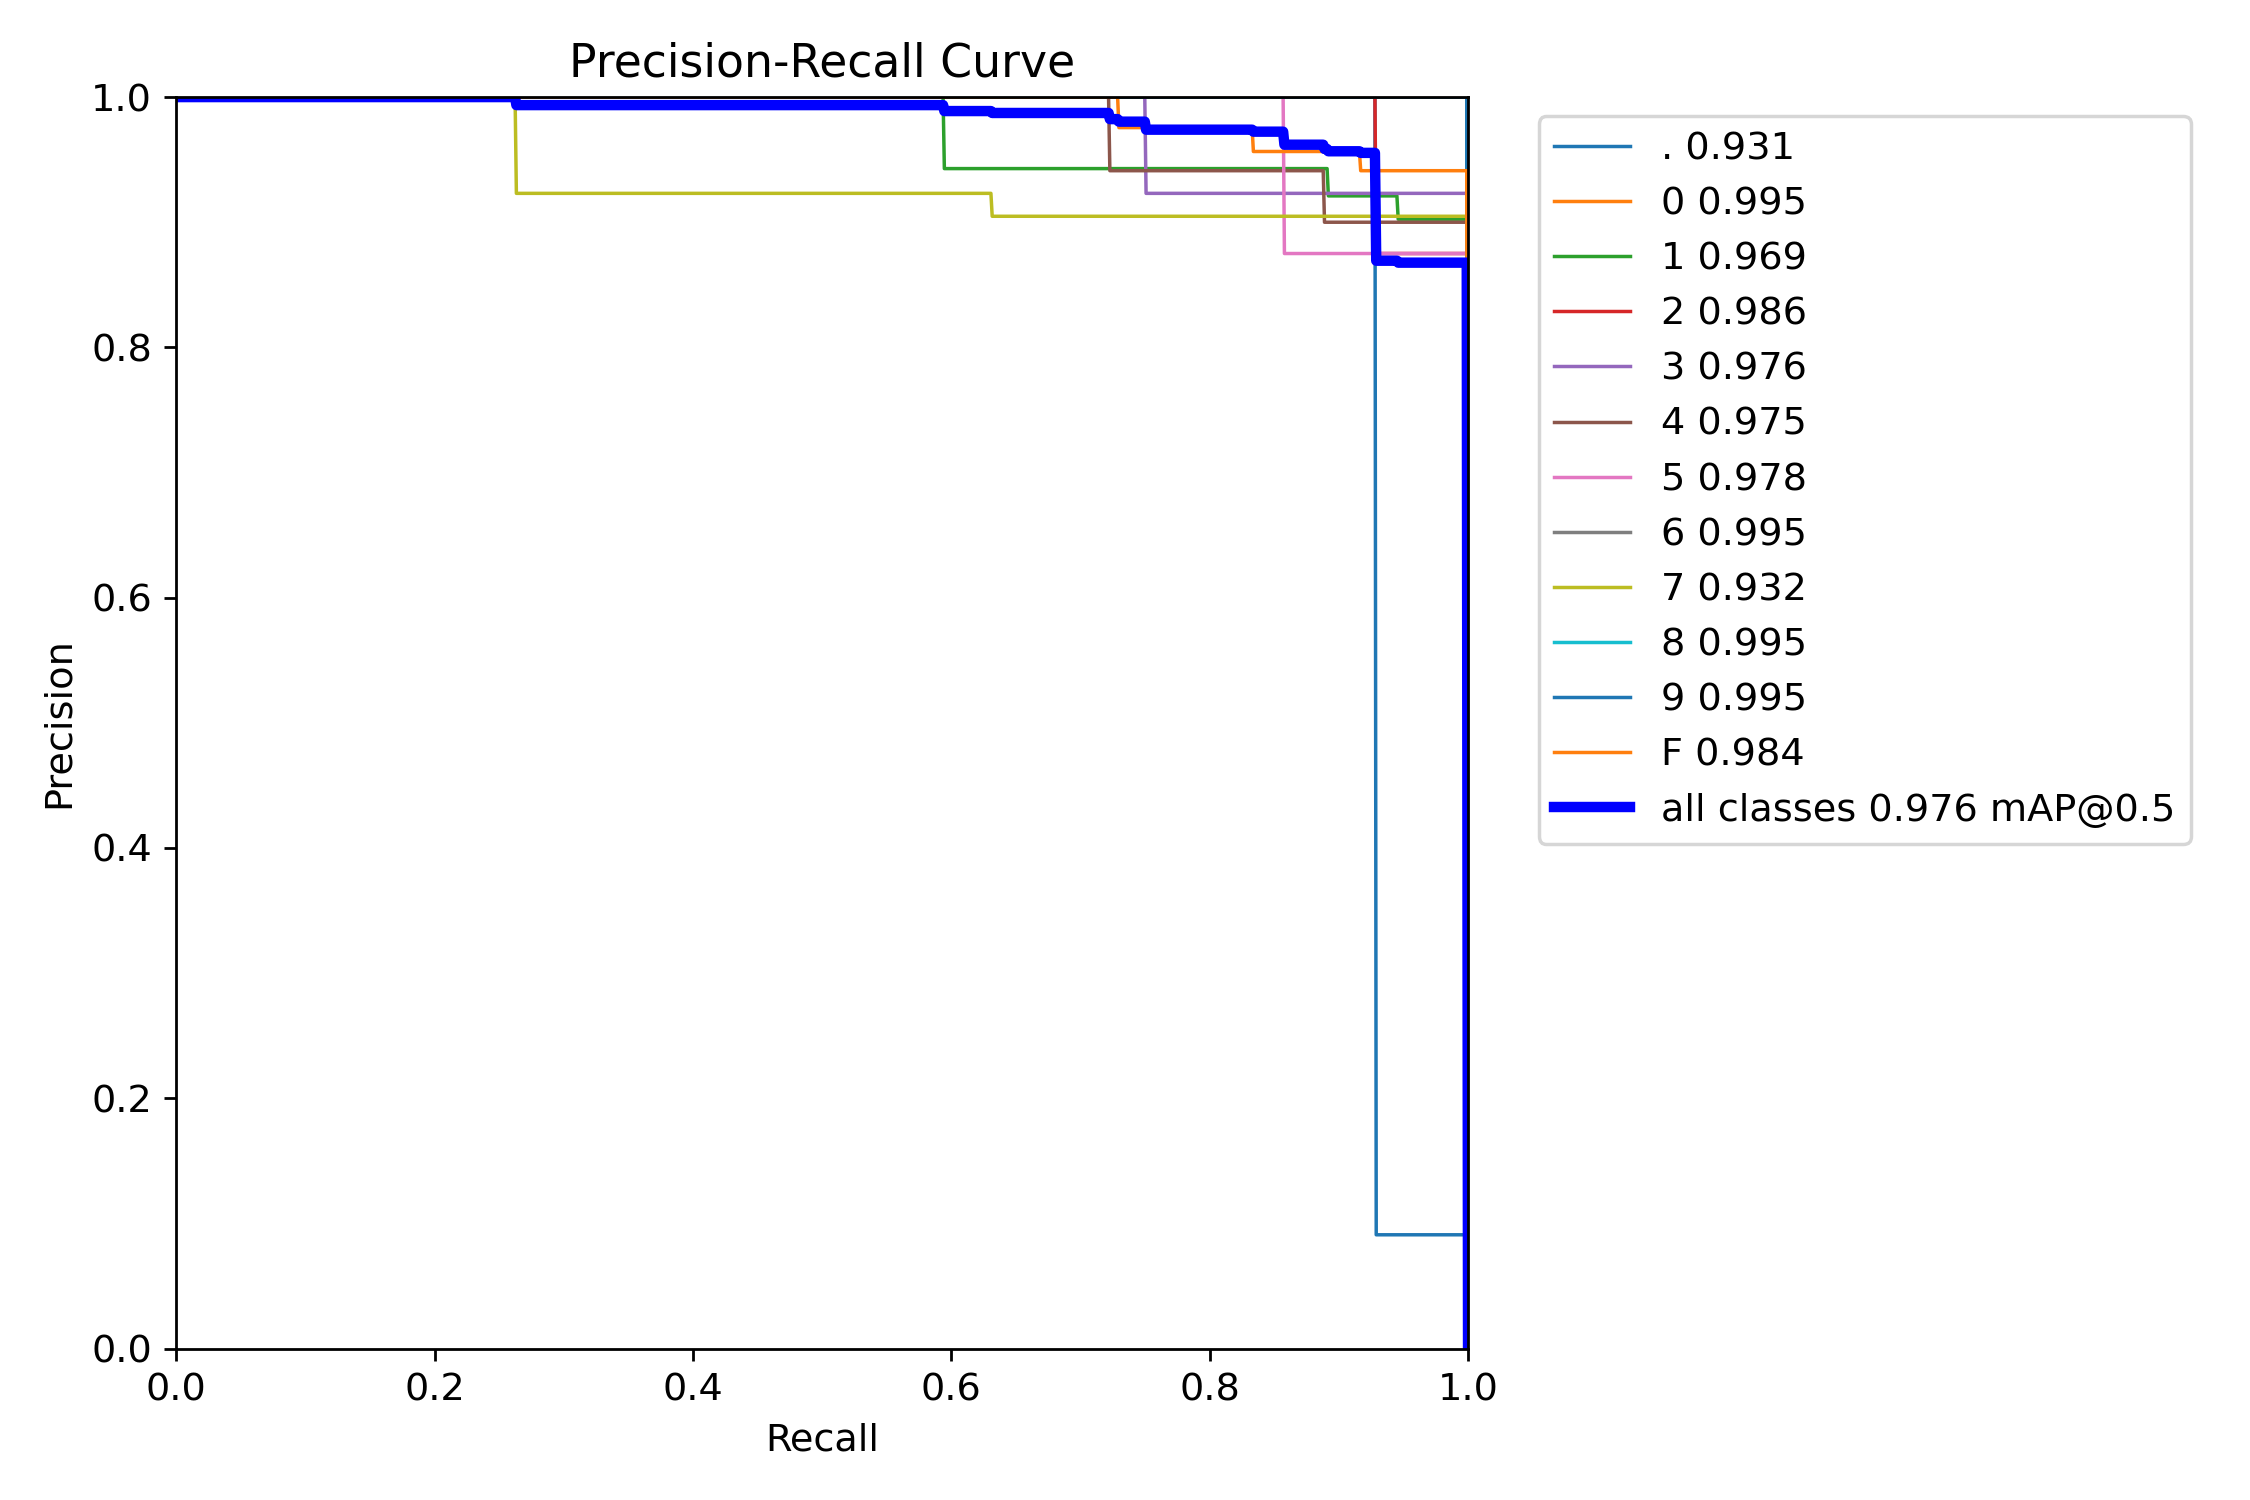 Precision-Recall Curve
1.0
0.8
0.6
0.4
0.2
0.0
Precision
0.0 0.2 0.4 0.6 0.8 1.0
Recall
. 0.931
0 0.995
1 0.969
2 0.986
3 0.976
4 0.975
5 0.978
6 0.995
7 0.932
8 0.995
9 0.995
F 0.984
all classes 0.976 mAP@0.5